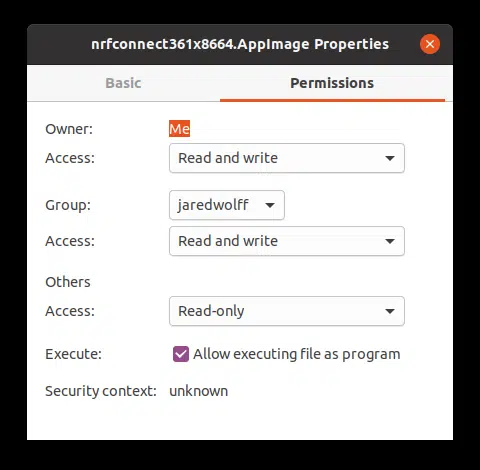 nrfconnect361x8664.AppImage Properties
Basic Permissions
Owner: Me
Access: Read and write
Group: jaredwolff
Access: Read and write
Others
Access: Read-only
Execute: Allow executing file as program
Security context: unknown